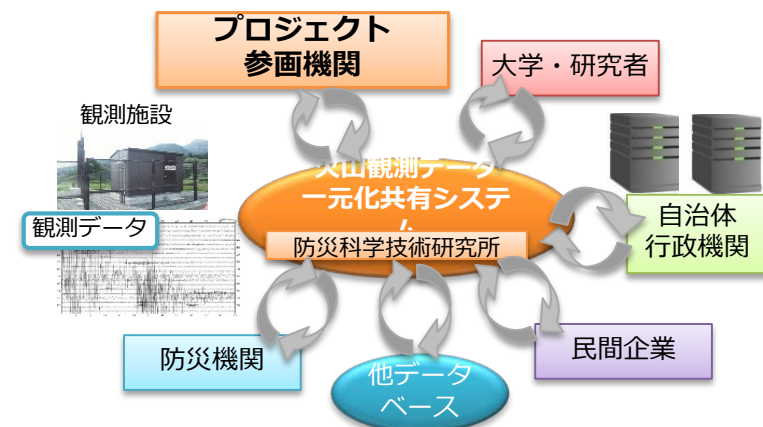 プロジェクト
参画機関
大学・研究者
観測施設
火山観測データ
一元化共有システ
ム
防災科学技術研究所
観測データ
自治体
行政機関
防災機関
他データ
ベース
民間企業